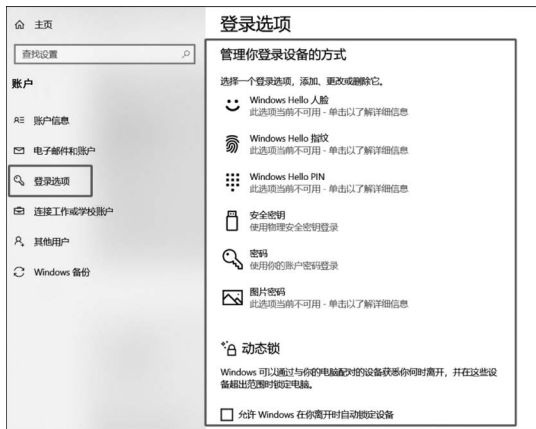 主页
查找设置
账户
账户信息
电子邮件和账户
登录选项
连接工作或学校账户
其他用户
Windows 备份
登录选项
管理你登录设备的方式
选择一个登录选项，添加、更改或删除它。
Windows Hello 人脸
此选项当前不可用 - 单击以了解详细信息
Windows Hello 指纹
此选项当前不可用 - 单击以了解详细信息
Windows Hello PIN
此选项当前不可用 - 单击以了解详细信息
安全密钥
使用物理安全密钥登录
密码
使用你的账户密码登录
图片密码
此选项当前不可用 - 单击以了解详细信息
动态锁
Windows 可以通过与你的电脑配对的设备获悉你何时离开，并在这些设
备超出范围时锁定电脑。
允许 Windows 在你离开时自动锁定设备